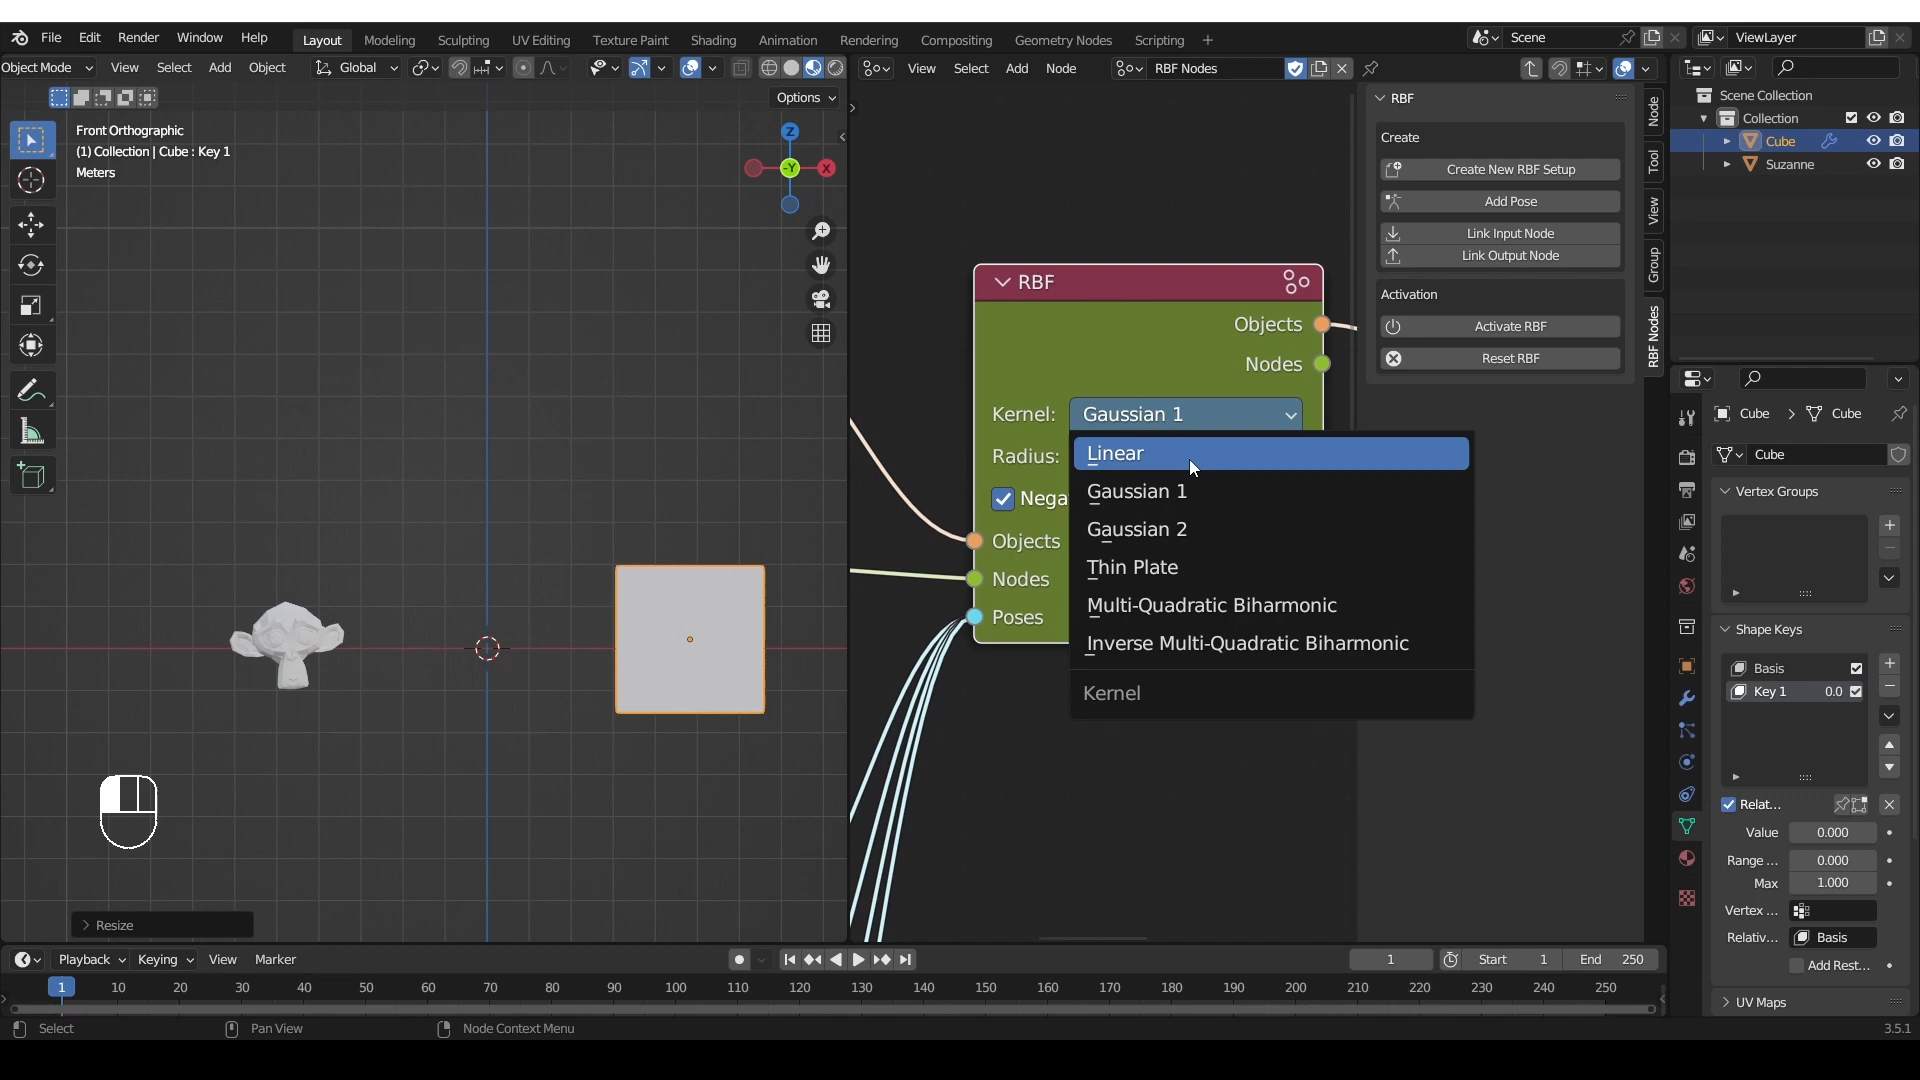 File Edit Render Window Help Layout Modeling Sculpting UV Editing Texture Paint Shading Animation Rendering Compositing Geometry Nodes Scripting + Scene ViewLayer
Object Mode View Select Add Object Global View Select Add Node RBF Nodes
Options
Front Orthographic
(1) Collection | Cube : Key 1
Meters
Z
-Y
X
RBF
Objects
Nodes
Kernel: Gaussian 1
Radius:
Nega
Objects
Nodes
Poses
Linear
Gaussian 1
Gaussian 2
Thin Plate
Multi-Quadratic Biharmonic
Inverse Multi-Quadratic Biharmonic
Kernel
RBF
Create
Create New RBF Setup
Add Pose
Link Input Node
Link Output Node
Activation
Activate RBF
Reset RBF
Node
Tool
View
Group
RBF Nodes
Scene Collection
Collection
Cube
Suzanne
Cube > Cube
Cube
Vertex Groups
Shape Keys
Basis
Key 1 0.0
Relat...
Value 0.000
Range ... 0.000
Max 1.000
Vertex ...
Relativ... Basis
Add Rest...
UV Maps
Resize
Playback Keying View Marker 1 Start 1 End 250
1 10 20 30 40 50 60 70 80 90 100 110 120 130 140 150 160 170 180 190 200 210 220 230 240 250
Select Pan View Node Context Menu 3.5.1